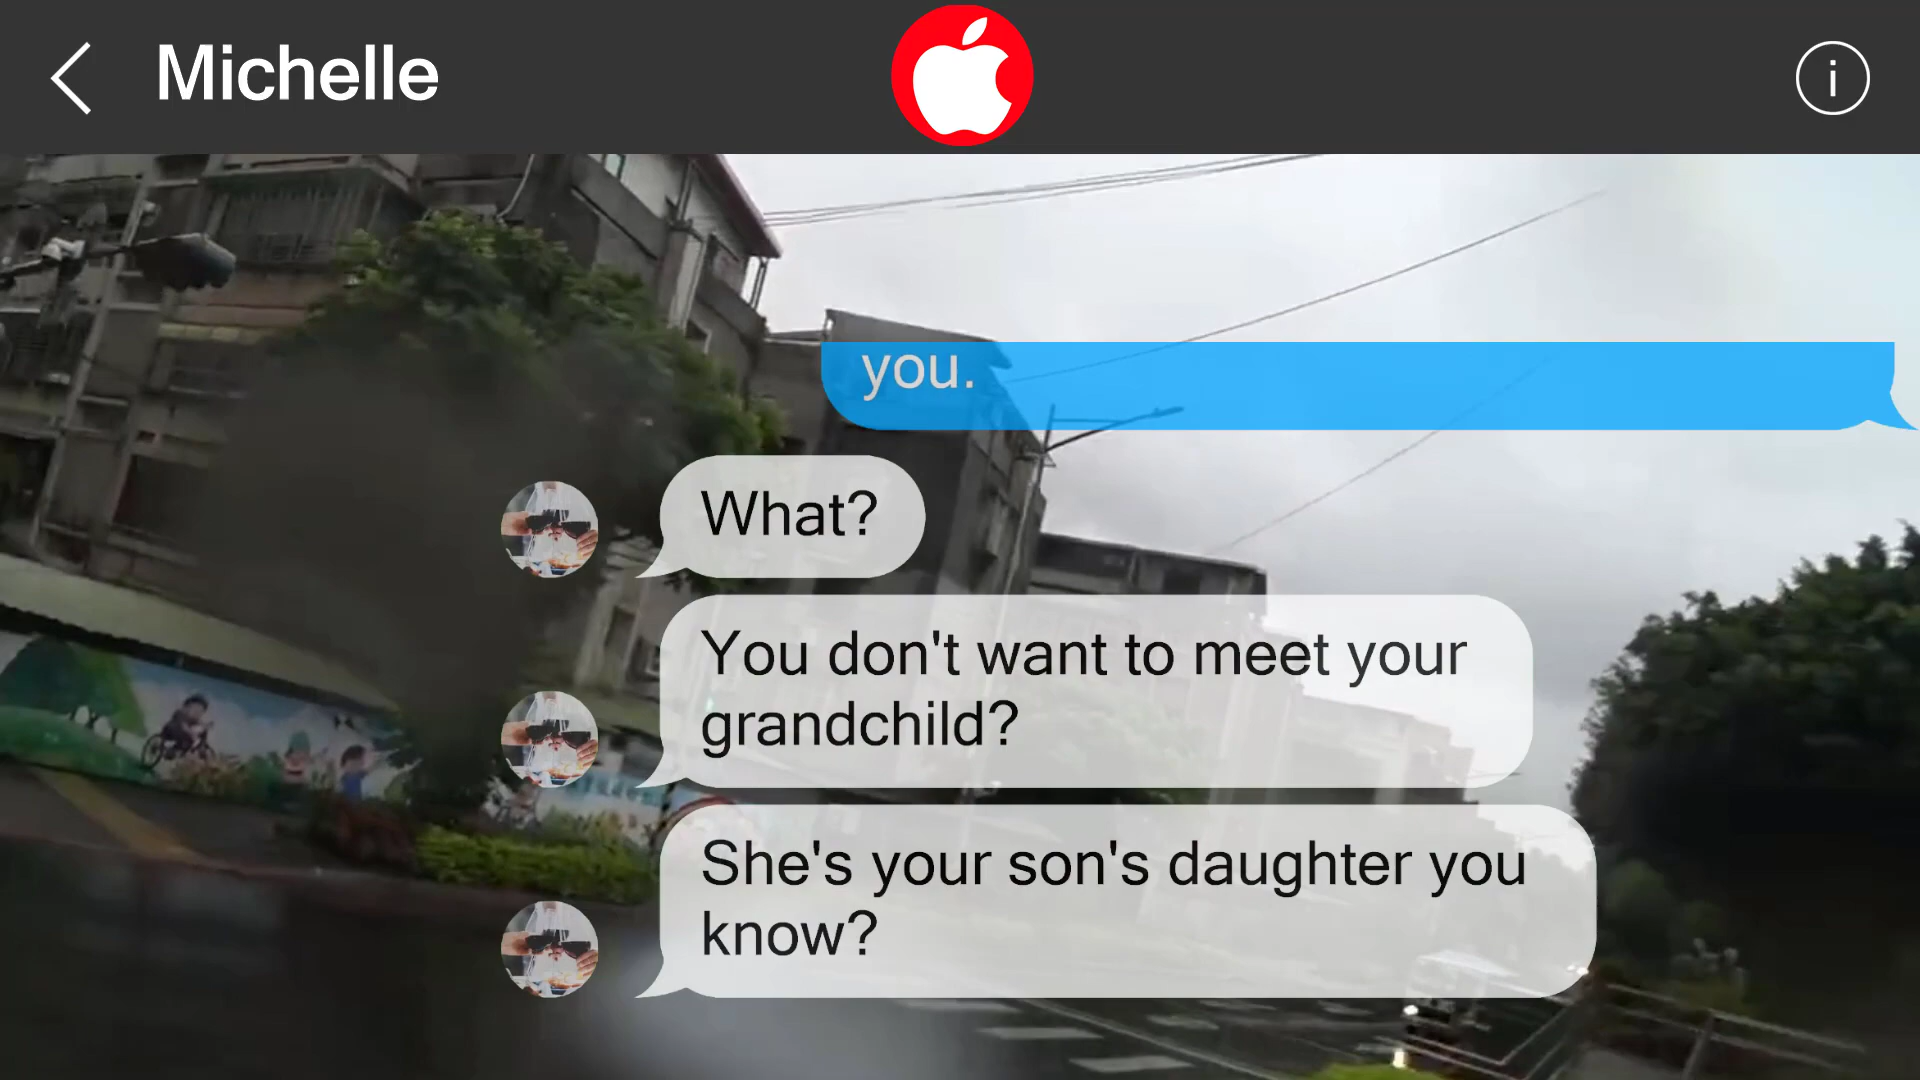 Michelle
you.
What?
You don't want to meet your
grandchild?
She's your son's daughter you
know?